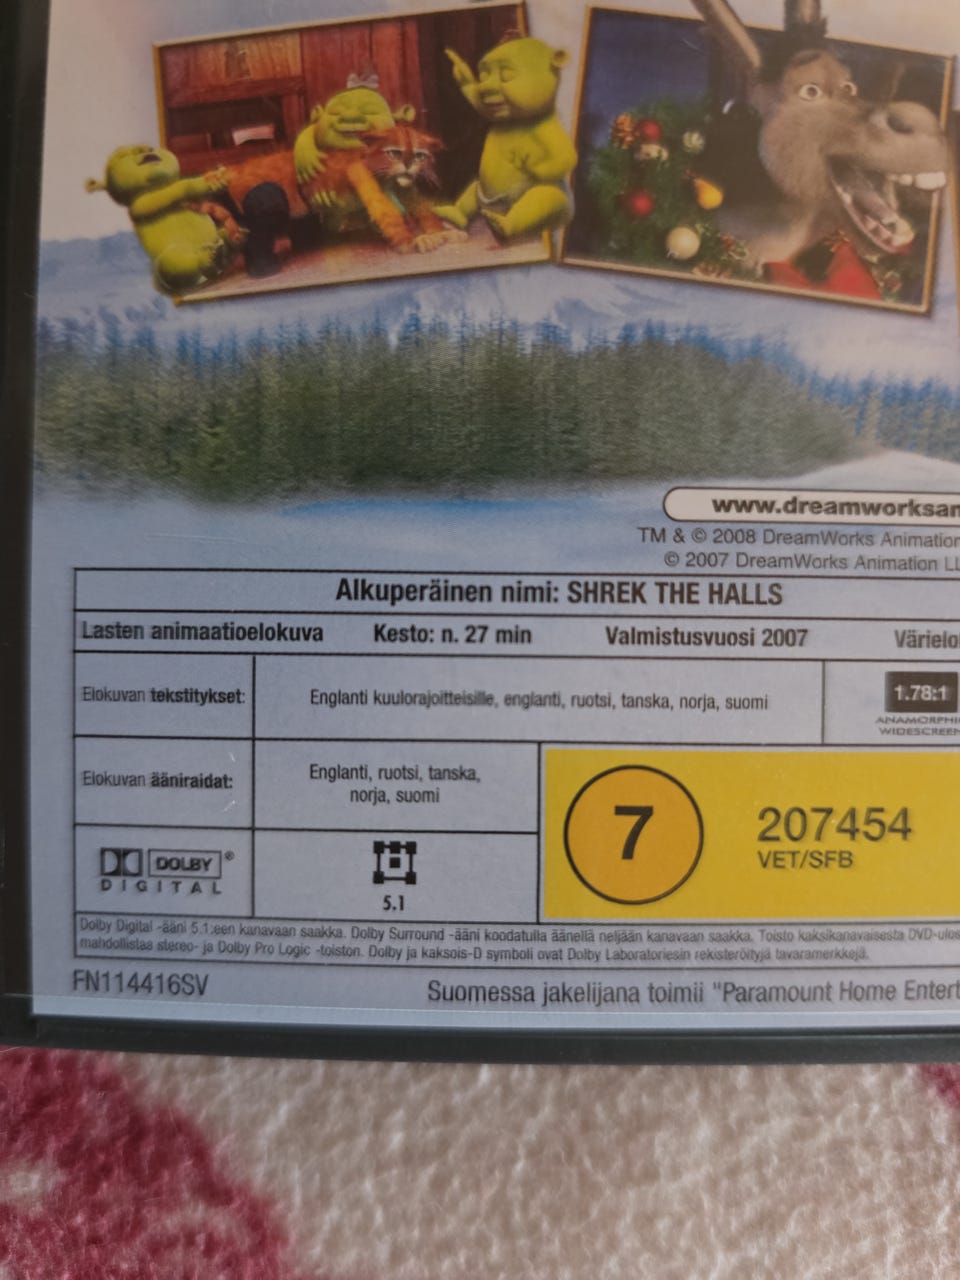 www.dreamworksan
TM & © 2008 DreamWorks Animation
© 2007 DreamWorks Animation LL
Alkuperäinen nimi: SHREK THE HALLS
Lasten animaatioelokuva Kesto: n. 27 min Valmistusvuosi 2007 Värielo
Elokuvan tekstitykset: Englanti kuulorajoitteisille, englanti, ruotsi, tanska, norja, suomi
1.78:1
ANAMORPHI
WIDESCREEN
Elokuvan ääniraidat:
Englanti, ruotsi, tanska,
norja, suomi
7
207454
VET/SFB
DOLBY®
DIGITAL
5.1
Dolby Digital -ääni 5.1:een kanavaan saakka. Dolby Surround -ääni koodatulla äänellä neljään kanavaan saakka. Toisto kaksikanavaisesta DVD-ulos
mahdollistaa stereo- ja Dolby Pro Logic -toiston. Dolby ja kaksois-D symboli ovat Dolby Laboratoriesin rekisteröityjä tavaramerkkejä.
FN114416SV
Suomessa jakelijana toimii "Paramount Home Entert